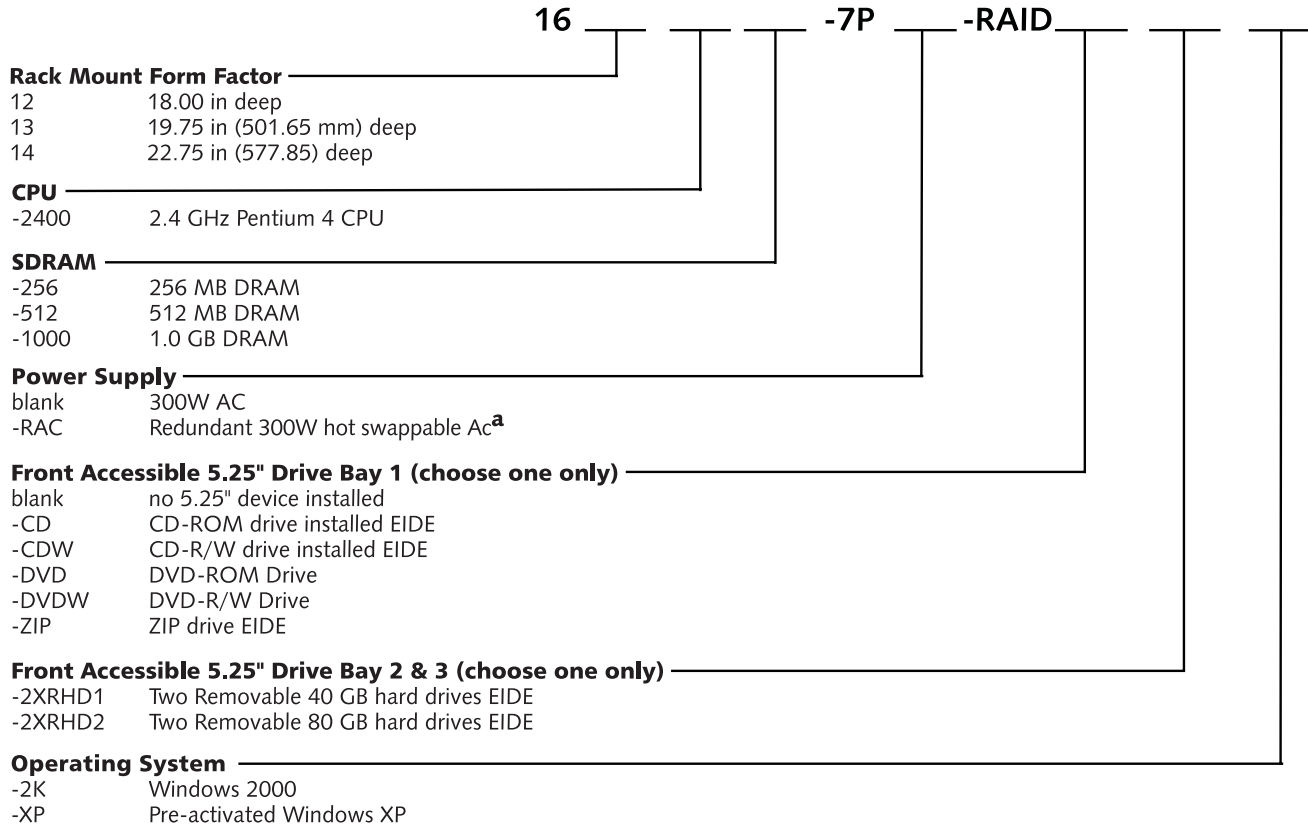 16 ___ ___ ___ -7P ___ -RAID ___ ___ ___
Rack Mount Form Factor
12 18.00 in deep
13 19.75 in (501.65 mm) deep
14 22.75 in (577.85) deep
CPU
-2400 2.4 GHz Pentium 4 CPU
SDRAM
-256 256 MB DRAM
-512 512 MB DRAM
-1000 1.0 GB DRAM
Power Supply
blank 300W AC
-RAC Redundant 300W hot swappable Ac a
Front Accessible 5.25" Drive Bay 1 (choose one only)
blank no 5.25" device installed
-CD CD-ROM drive installed EIDE
-CDW CD-R/W drive installed EIDE
-DVD DVD-ROM Drive
-DVDW DVD-R/W Drive
-ZIP ZIP drive EIDE
Front Accessible 5.25" Drive Bay 2 & 3 (choose one only)
-2XRHD1 Two Removable 40 GB hard drives EIDE
-2XRHD2 Two Removable 80 GB hard drives EIDE
Operating System
-2K Windows 2000
-XP Pre-activated Windows XP